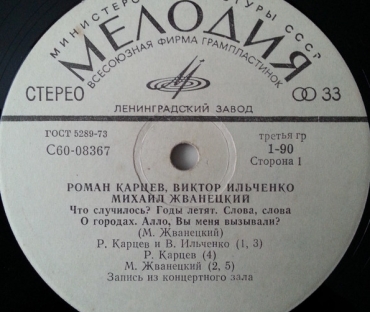 МИНИСТЕРСТВО КУЛЬТУРЫ СССР
МЕЛОДИЯ
ВСЕСОЮЗНАЯ ФИРМА ГРАМПЛАСТИНОК
СТЕРЕО
33
ЛЕНИНГРАДСКИЙ ЗАВОД
ГОСТ 5289-73
третья гр
С60-08367
1-90
Сторона 1
РОМАН КАРЦЕВ, ВИКТОР ИЛЬЧЕНКО
МИХАИЛ ЖВАНЕЦКИЙ
Что случилось? Годы летят. Слова, слова
О городах. Алло, Вы меня вызывали?
(М. Жванецкий)
Р. Карцев и В. Ильченко (1, 3)
Р. Карцев (4)
М. Жванецкий (2, 5)
Запись из концертного зала